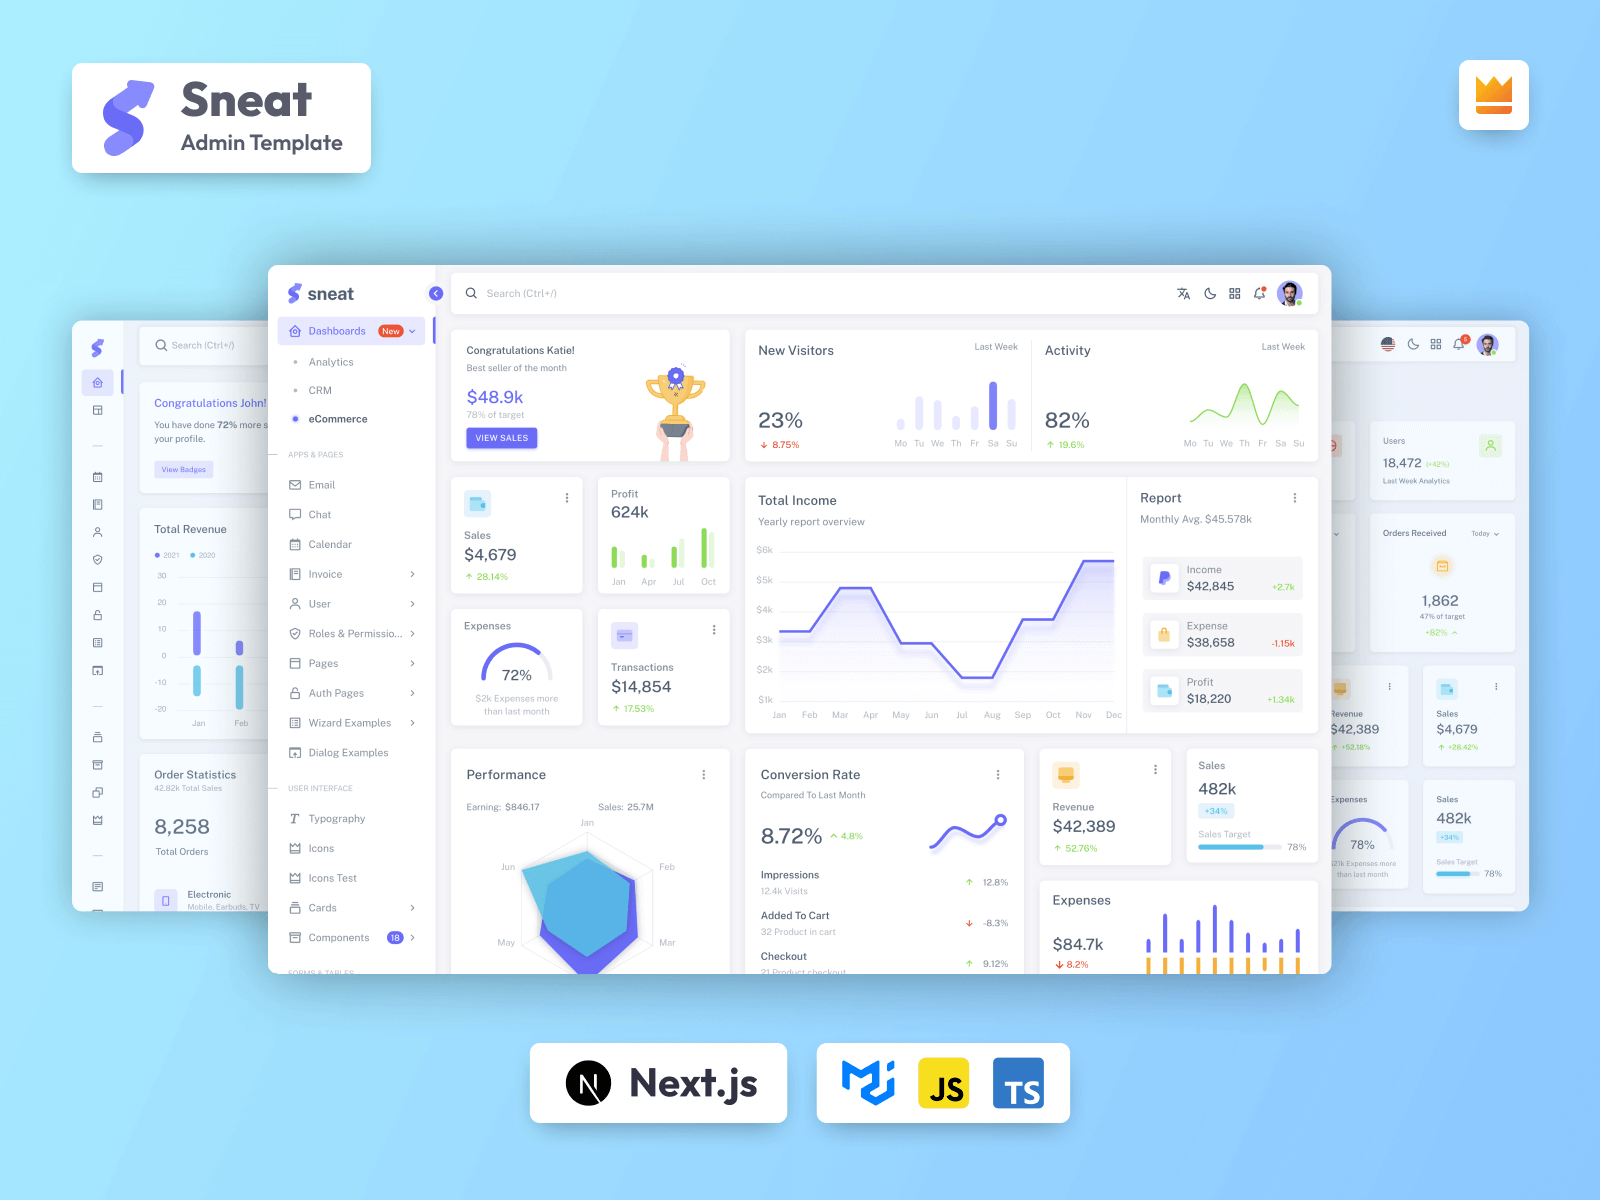 Sneat
Admin Template
sneat
Search (Ctrl+/)
Dashboards New
Analytics
CRM
eCommerce
APPS & PAGES
Email
Chat
Calendar
Invoice
User
Roles & Permissio...
Pages
Auth Pages
Wizard Examples
Dialog Examples
USER INTERFACE
Typography
Icons
Icons Test
Cards
Components 18
FORMS & TABLES
Congratulations Katie!
Best seller of the month
$48.9k
78% of target
VIEW SALES
New Visitors
Last Week
23%
8.75%
Mo Tu We Th Fr Sa Su
Activity
Last Week
82%
19.6%
Mo Tu We Th Fr Sa Su
Sales
$4,679
28.14%
Profit
624k
Jan Apr Jul Oct
Expenses
72%
$2k Expenses more
than last month
Transactions
$14,854
17.53%
Total Income
Yearly report overview
$6k
$5k
$4k
$3k
$2k
$1k
Jan Feb Mar Apr May Jun Jul Aug Sep Oct Nov Dec
Report
Monthly Avg. $45.578k
Income
$42,845 +2.7k
Expense
$38,658 -1.15k
Profit
$18,220 +1.34k
Performance
Earning: $846.17 Sales: 25.7M
Jan
Jun Feb
May Mar
Conversion Rate
Compared To Last Month
8.72% 4.8%
Impressions
12.4k Visits
12.8%
Added To Cart
32 Product in cart
-8.3%
Checkout
21 Product checkout
9.12%
Revenue
$42,389
52.76%
Sales
482k
+34%
Sales Target
78%
Expenses
$84.7k
8.2%
Search (Ctrl+/)
Congratulations John!
You have done 72% more s
your profile.
View Badges
Total Revenue
2021 2020
30
20
10
0
-10
-20
Jan Feb
Order Statistics
42.82k Total Sales
8,258
Total Orders
Electronic
Mobile, Earbuds, TV
Users
18,472 (+42%)
Last Week Analytics
Orders Received Today
1,862
47% of target
+82%
Revenue
$42,389
+52.18%
Sales
$4,679
+28.42%
Expenses
78%
$21k Expenses more
than last month
Sales
482k
+34%
Sales Target
78%
N Next.js
JS TS